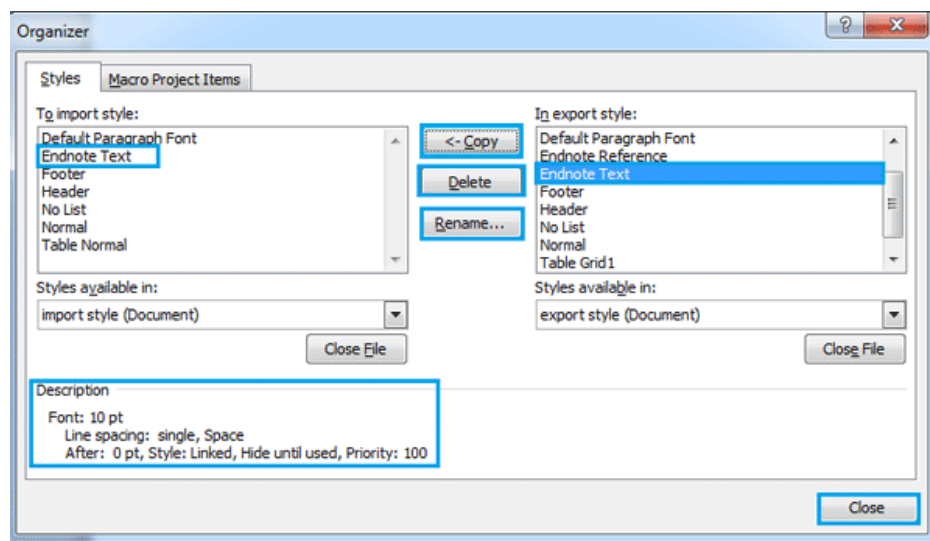 Organizer
Styles
Macro Project Items
To import style:
Default Paragraph Font
Endnote Text
Footer
Header
No List
Normal
Table Normal
<- Copy
Delete
Rename...
In export style:
Default Paragraph Font
Endnote Reference
Endnote Text
Footer
Header
No List
Normal
Table Grid1
Styles available in:
import style (Document)
Close File
Styles available in:
export style (Document)
Close File
Description
Font: 10 pt
Line spacing: single, Space
After: 0 pt, Style: Linked, Hide until used, Priority: 100
Close